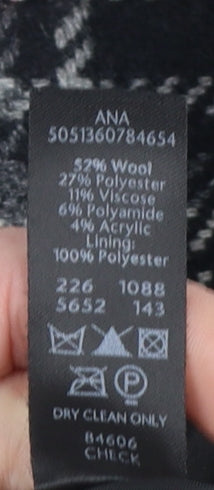 ANA
5051360784654
52% Wool
27% Polyester
11% Viscose
6% Polyamide
4% Acrylic
Lining:
100% Polyester
226 1088
5652 143
P
DRY CLEAN ONLY
84606
CHECK